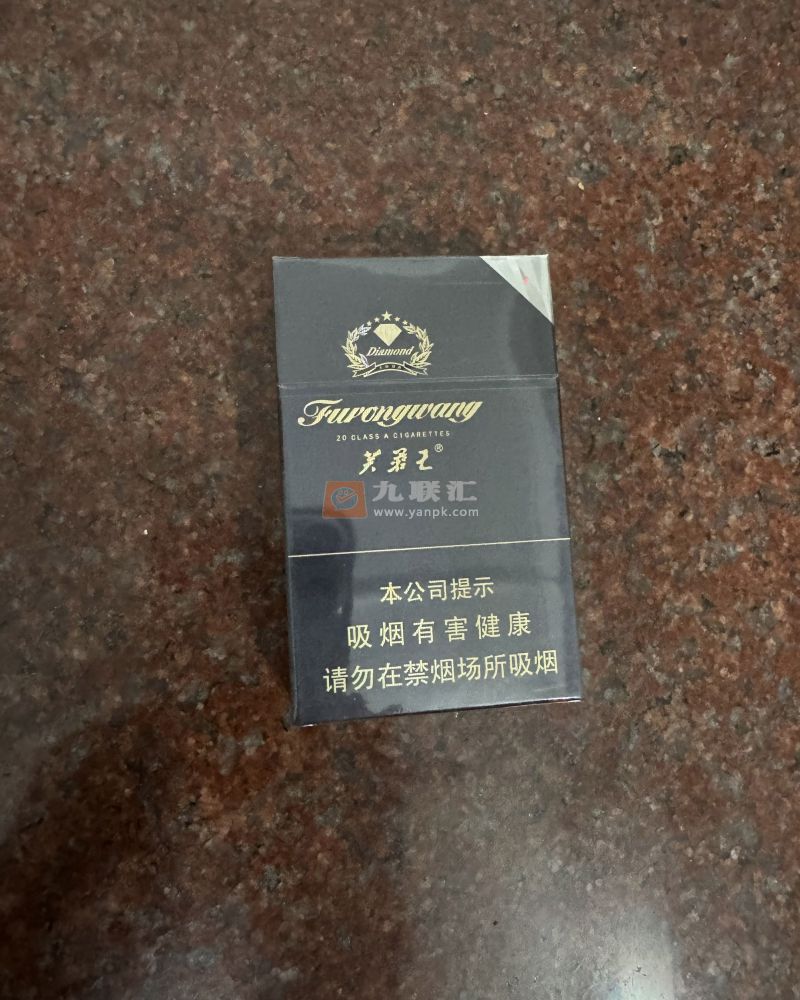 Diamond
Furongwang
20 CLASS A CIGARETTES
芙蓉王®
九联汇
www.yanpk.com
本公司提示
吸烟有害健康
请勿在禁烟场所吸烟